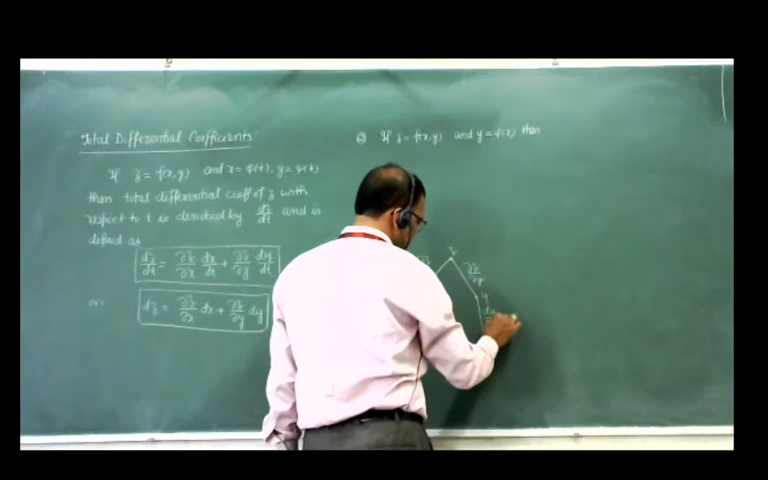 Total Differential Coefficients
If z = f(x,y) and x = φ(t), y = ψ(t)
then total differential coeff of z with
respect to t is denoted by dz/dt and is
defined as
dz/dt = ∂z/∂x dx/dt + ∂z/∂y dy/dt
or dz = ∂z/∂x dx + ∂z/∂y dy
If z = f(x,y) and y = φ(x) then
z
∂z/∂y
y